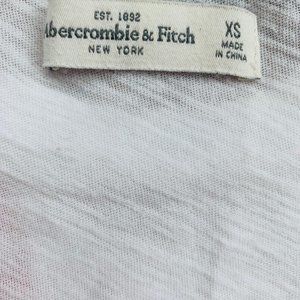 EST. 1892
Abercrombie & Fitch
NEW YORK
XS
MADE
IN CHINA